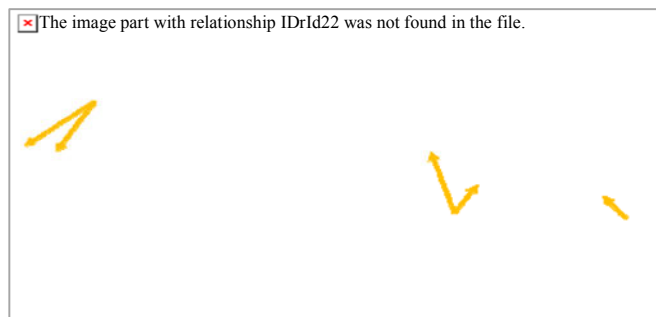 The image part with relationship IDrId22 was not found in the file.